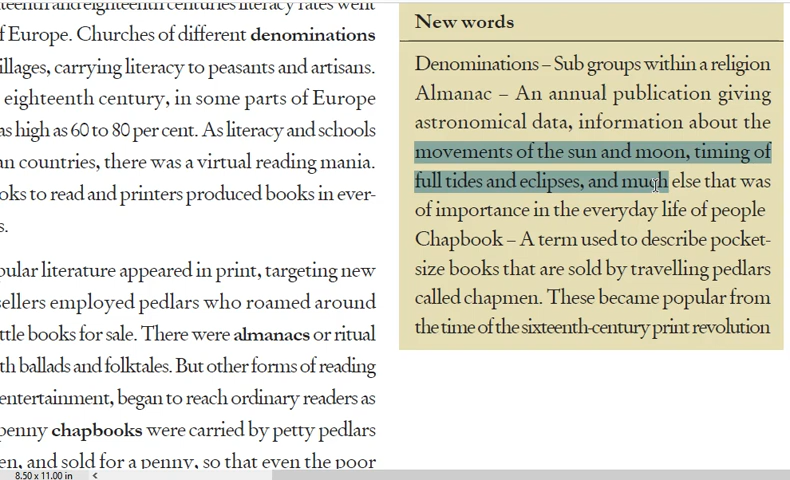 teenth and eighteenth centuries literacy rates went
f Europe. Churches of different denominations
illages, carrying literacy to peasants and artisans.
eighteenth century, in some parts of Europe
as high as 60 to 80 per cent. As literacy and schools
an countries, there was a virtual reading mania.
oks to read and printers produced books in ever-
s.
pular literature appeared in print, targeting new
sellers employed pedlars who roamed around
ttle books for sale. There were almanacs or ritual
th ballads and folktales. But other forms of reading
entertainment, began to reach ordinary readers as
penny chapbooks were carried by petty pedlars
en, and sold for a penny, so that even the poor
New words
Denominations – Sub groups within a religion
Almanac – An annual publication giving
astronomical data, information about the
movements of the sun and moon, timing of
full tides and eclipses, and much else that was
of importance in the everyday life of people
Chapbook – A term used to describe pocket-
size books that are sold by travelling pedlars
called chapmen. These became popular from
the time of the sixteenth-century print revolution
8.50 x 11.00 in